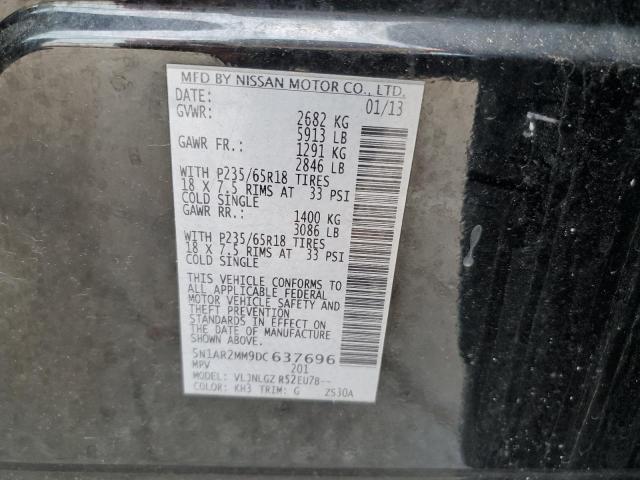 MFD BY NISSAN MOTOR CO., LTD.
DATE: 01/13
GVWR: 2682 KG
5913 LB
GAWR FR.: 1291 KG
2846 LB
WITH P235/65R18 TIRES
18 X 7.5 RIMS AT 33 PSI
COLD SINGLE
GAWR RR.: 1400 KG
3086 LB
WITH P235/65R18 TIRES
18 X 7.5 RIMS AT 33 PSI
COLD SINGLE
THIS VEHICLE CONFORMS TO
ALL APPLICABLE FEDERAL
MOTOR VEHICLE SAFETY AND
THEFT PREVENTION
STANDARDS IN EFFECT ON
THE DATE OF MANUFACTURE
SHOWN ABOVE.
5N1AR2MM9DC637696
MPV 201
MODEL: VLJNLGZ R52EU7B--
COLOR: KH3 TRIM: G ZS30A